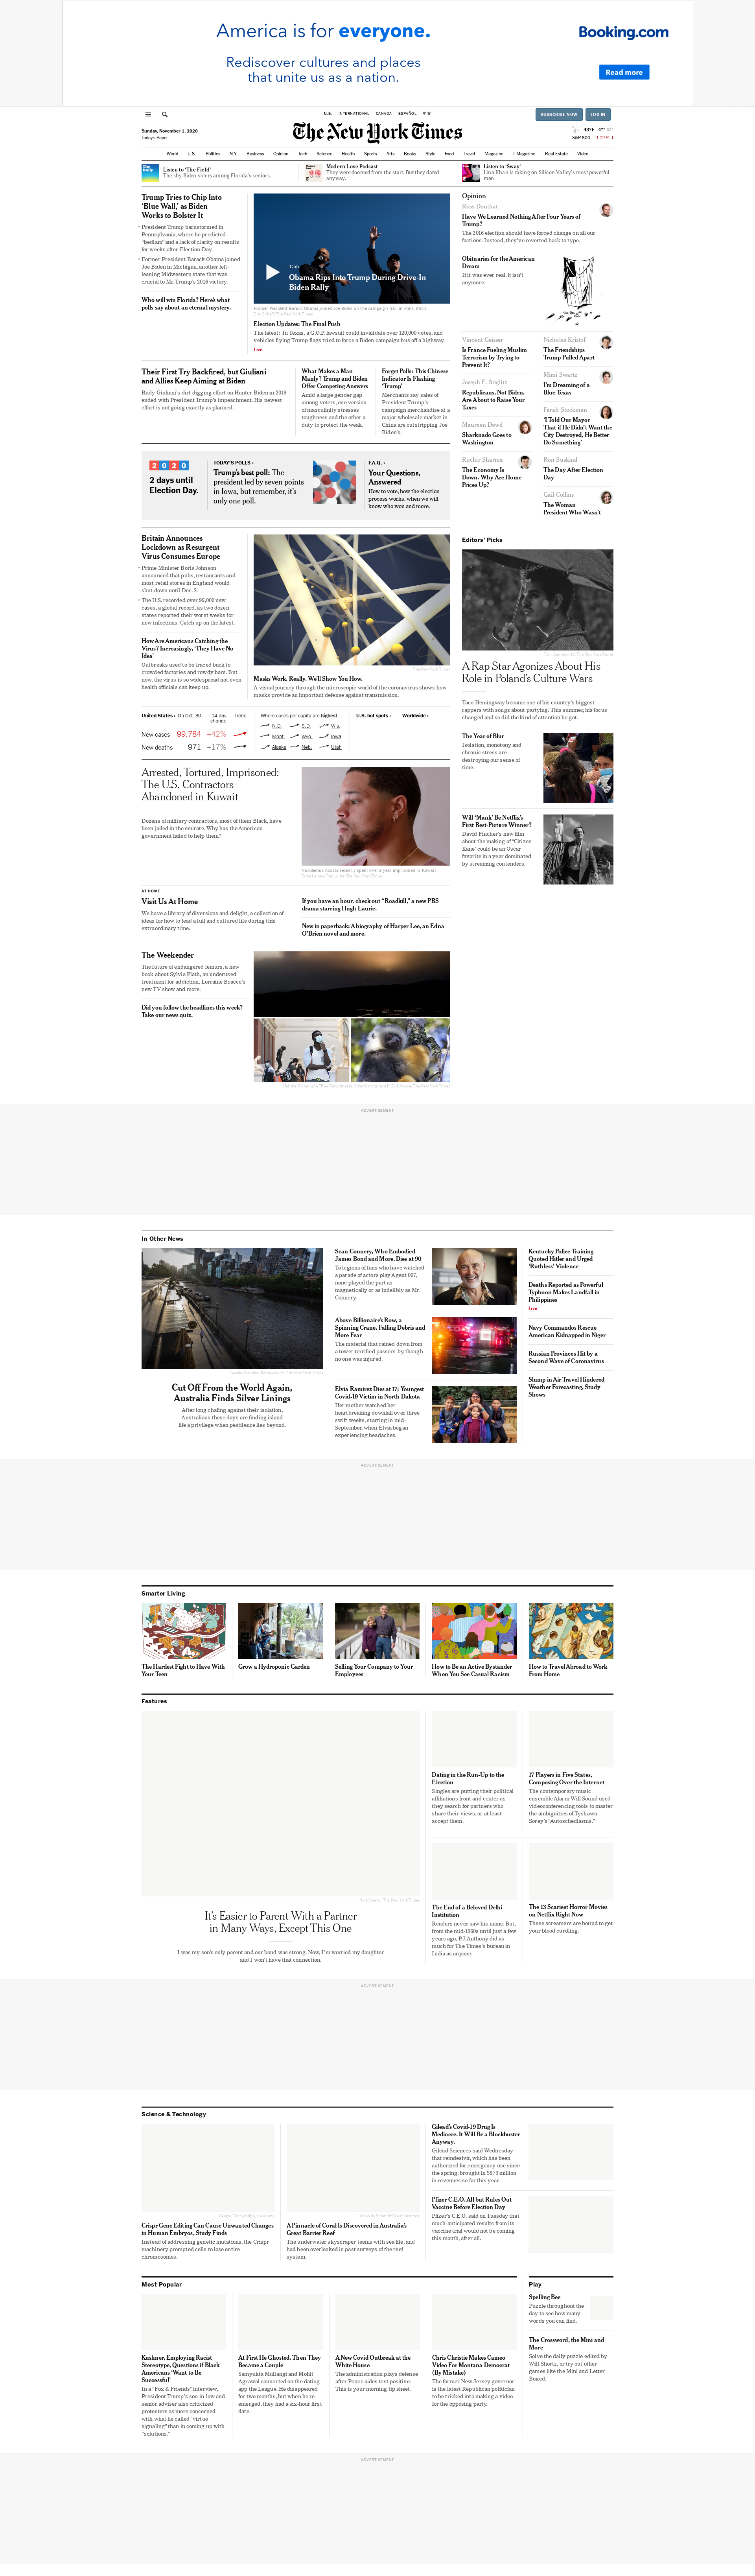 America is for everyone.
Booking.com
Rediscover cultures and places
that unite us as a nation.
Read more
U.S. INTERNATIONAL CANADA ESPAÑOL 中文
SUBSCRIBE NOW
LOG IN
Sunday, November 1, 2020
Today's Paper
The New York Times
43°F
S&P 500 -1.21%
World U.S. Politics N.Y. Business Opinion Tech Science Health Sports Arts Books Style Food Travel Magazine T Magazine Real Estate Video
Listen to 'The Field'
The shy Biden voters among Florida's seniors.
Modern Love Podcast
They were doomed from the start. But they dated
anyway.
Listen to 'Sway'
Lina Khan is taking on Silicon Valley's most powerful
men.
Trump Tries to Chip Into
'Blue Wall,' as Biden
Works to Bolster It
• President Trump barnstormed in
Pennsylvania, where he predicted
"bedlam" and a lack of clarity on results
for weeks after Election Day.
• Former President Barack Obama joined
Joe Biden in Michigan, another left-
leaning Midwestern state that was
crucial to Mr. Trump's 2016 victory.
Who will win Florida? Here's what
polls say about an eternal mystery.
1:55
Obama Rips Into Trump During Drive-In
Biden Rally
Former President Barack Obama joined Joe Biden on the campaign trail in Flint, Mich.
Election Updates: The Final Push
The latest: In Texas, a G.O.P. lawsuit could invalidate over 120,000 votes, and
vehicles flying Trump flags tried to force a Biden campaign bus off a highway.
Live
Their First Try Backfired, but Giuliani
and Allies Keep Aiming at Biden
Rudy Giuliani's dirt-digging effort on Hunter Biden in 2019
ended with President Trump's impeachment. His newest
effort is not going exactly as planned.
What Makes a Man
Manly? Trump and Biden
Offer Competing Answers
Amid a large gender gap
among voters, one version
of masculinity stresses
toughness and the other a
duty to protect the weak.
Forget Polls: This Chinese
Indicator Is Flashing
'Trump'
Merchants say sales of
President Trump's
campaign merchandise at a
major wholesale market in
China are outstripping Joe
Biden's.
2020
2 days until
Election Day.
TODAY'S POLLS ›
Trump's best poll: The
president led by seven points
in Iowa, but remember, it's
only one poll.
F.A.Q. ›
Your Questions,
Answered
How to vote, how the election
process works, when we will
know who won and more.
Britain Announces
Lockdown as Resurgent
Virus Consumes Europe
• Prime Minister Boris Johnson
announced that pubs, restaurants and
most retail stores in England would
shut down until Dec. 2.
• The U.S. recorded over 99,000 new
cases, a global record, as two dozen
states reported their worst weeks for
new infections. Catch up on the latest.
How Are Americans Catching the
Virus? Increasingly, 'They Have No
Idea'
Outbreaks used to be traced back to
crowded factories and rowdy bars. But
now, the virus is so widespread not even
health officials can keep up.
The New York Times
Masks Work. Really. We'll Show You How.
A visual journey through the microscopic world of the coronavirus shows how
masks provide an important defense against transmission.
United States › On Oct. 30 14-day change Trend
New cases 99,784 +42%
New deaths 971 +17%
Where cases per capita are highest
N.D. S.D. Wis.
Mont. Wyo. Iowa
Alaska Neb. Utah
U.S. hot spots › Worldwide ›
Arrested, Tortured, Imprisoned:
The U.S. Contractors
Abandoned in Kuwait
Dozens of military contractors, most of them Black, have
been jailed in the emirate. Why has the American
government failed to help them?
AT HOME
Visit Us At Home
We have a library of diversions and delight, a collection of
ideas for how to lead a full and cultured life during this
extraordinary time.
If you have an hour, check out "Roadkill," a new PBS
drama starring Hugh Laurie.
New in paperback: A biography of Harper Lee, an Edna
O'Brien novel and more.
The Weekender
The future of endangered lemurs, a new
book about Sylvia Plath, an underused
treatment for addiction, Lorraine Bracco's
new TV show and more.
Did you follow the headlines this week?
Take our news quiz.
Opinion
Ross Douthat
Have We Learned Nothing After Four Years of
Trump?
The 2016 election should have forced change on all our
factions. Instead, they've reverted back to type.
Obituaries for the American
Dream
If it was ever real, it isn't
anymore.
Vincent Geisser
Is France Fueling Muslim
Terrorism by Trying to
Prevent It?
Joseph E. Stiglitz
Republicans, Not Biden,
Are About to Raise Your
Taxes
Maureen Dowd
Sharknado Goes to
Washington
Ruchir Sharma
The Economy Is
Down. Why Are Home
Prices Up?
Nicholas Kristof
The Friendships
Trump Pulled Apart
Mimi Swartz
I'm Dreaming of a
Blue Texas
Farah Stockman
'I Told Our Mayor
That if He Didn't Want the
City Destroyed, He Better
Do Something'
Ron Suskind
The Day After Election
Day
Gail Collins
The Woman
President Who Wasn't
Editors' Picks
A Rap Star Agonizes About His
Role in Poland's Culture Wars
Taco Hemingway became one of his country's biggest
rappers with songs about partying. This summer, his focus
changed and so did the kind of attention he got.
The Year of Blur
Isolation, monotony and
chronic stress are
destroying our sense of
time.
Will 'Mank' Be Netflix's
First Best-Picture Winner?
David Fincher's new film
about the making of "Citizen
Kane" could be an Oscar
favorite in a year dominated
by streaming contenders.
ADVERTISEMENT
In Other News
Cut Off From the World Again,
Australia Finds Silver Linings
After long chafing against their isolation,
Australians these days are finding island
life a privilege when pestilence lies beyond.
Sean Connery, Who Embodied
James Bond and More, Dies at 90
To legions of fans who have watched
a parade of actors play Agent 007,
none played the part as
magnetically or as indelibly as Mr.
Connery.
Above Billionaire's Row, a
Spinning Crane, Falling Debris and
More Fear
The material that rained down from
a tower terrified passers-by, though
no one was injured.
Elvia Ramirez Dies at 17; Youngest
Covid-19 Victim in North Dakota
Her mother watched her
heartbreaking downfall over three
swift weeks, starting in mid-
September, when Elvia began
experiencing headaches.
Kentucky Police Training
Quoted Hitler and Urged
'Ruthless' Violence
Deaths Reported as Powerful
Typhoon Makes Landfall in
Philippines
Live
Navy Commandos Rescue
American Kidnapped in Niger
Russian Provinces Hit by a
Second Wave of Coronavirus
Slump in Air Travel Hindered
Weather Forecasting, Study
Shows
ADVERTISEMENT
Smarter Living
The Hardest Fight to Have With
Your Teen
Grow a Hydroponic Garden
Selling Your Company to Your
Employees
How to Be an Active Bystander
When You See Casual Racism
How to Travel Abroad to Work
From Home
Features
It's Easier to Parent With a Partner
in Many Ways, Except This One
I was my son's only parent and our bond was strong. Now, I'm worried my daughter
and I won't have that connection.
Dating in the Run-Up to the
Election
Singles are putting their political
affiliations front and center as
they search for partners who
share their views, or at least
accept them.
17 Players in Five States,
Composing Over the Internet
The contemporary music
ensemble Alarm Will Sound used
videoconferencing tools to master
the ambiguities of Tyshawn
Sorey's "Autoschediasms."
The End of a Beloved Delhi
Institution
Readers never saw his name. But,
from the mid-1960s until just a few
years ago, P.J. Anthony did as
much for The Times's bureau in
India as anyone.
The 13 Scariest Horror Movies
on Netflix Right Now
These screamers are bound to get
your blood curdling.
ADVERTISEMENT
Science & Technology
Crispr Gene Editing Can Cause Unwanted Changes
in Human Embryos, Study Finds
Instead of addressing genetic mutations, the Crispr
machinery prompted cells to lose entire
chromosomes.
A Pinnacle of Coral Is Discovered in Australia's
Great Barrier Reef
The underwater skyscraper teems with sea life, and
had been overlooked in past surveys of the reef
system.
Gilead's Covid-19 Drug Is
Mediocre. It Will Be a Blockbuster
Anyway.
Gilead Sciences said Wednesday
that remdesivir, which has been
authorized for emergency use since
the spring, brought in $873 million
in revenues so far this year.
Pfizer C.E.O. All but Rules Out
Vaccine Before Election Day
Pfizer's C.E.O. said on Tuesday that
much-anticipated results from its
vaccine trial would not be coming
this month, after all.
Most Popular
Kushner, Employing Racist
Stereotype, Questions if Black
Americans 'Want to Be
Successful'
In a "Fox & Friends" interview,
President Trump's son-in-law and
senior adviser also criticized
protesters as more concerned
with what he called "virtue
signaling" than in coming up with
"solutions."
At First He Ghosted, Then They
Became a Couple
Samyukta Mullangi and Mohit
Agrawal connected on the dating
app the League. He disappeared
for two months, but when he re-
emerged, they had a six-hour first
date.
A New Covid Outbreak at the
White House
The administration plays defense
after Pence aides test positive:
This is your morning tip sheet.
Chris Christie Makes Cameo
Video For Montana Democrat
(By Mistake)
The former New Jersey governor
is the latest Republican politician
to be tricked into making a video
for the opposing party.
Play
Spelling Bee
Puzzle throughout the
day to see how many
words you can find.
The Crossword, the Mini and
More
Solve the daily puzzle edited by
Will Shortz, or try out other
games like the Mini and Letter
Boxed.
ADVERTISEMENT